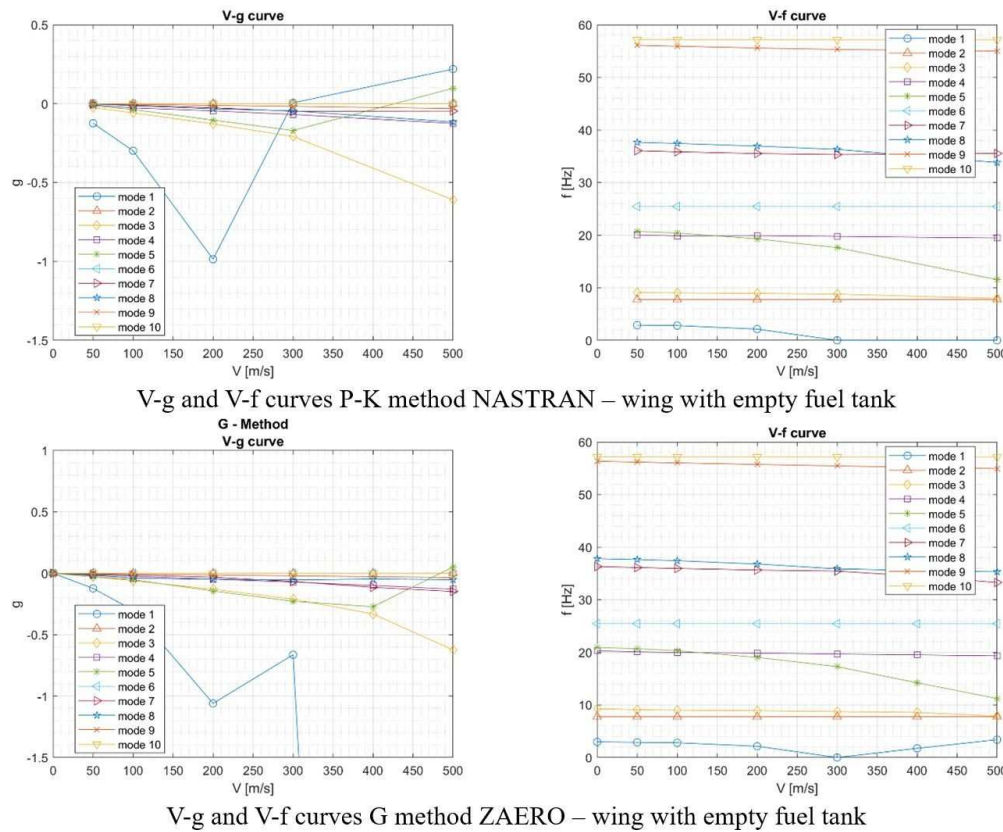 V-g curve
0.5
0
-0.5
-1
-1.5
g
mode 1
mode 2
mode 3
mode 4
mode 5
mode 6
mode 7
mode 8
mode 9
mode 10
0 50 100 150 200 250 300 350 400 450 500
V [m/s]
V-f curve
60
50
40
30
20
10
0
f [Hz]
mode 1
mode 2
mode 3
mode 4
mode 5
mode 6
mode 7
mode 8
mode 9
mode 10
0 50 100 150 200 250 300 350 400 450 500
V [m/s]
V-g and V-f curves P-K method NASTRAN – wing with empty fuel tank
G - Method
V-g curve
1
0.5
0
-0.5
-1
-1.5
g
mode 1
mode 2
mode 3
mode 4
mode 5
mode 6
mode 7
mode 8
mode 9
mode 10
0 50 100 150 200 250 300 350 400 450 500
V [m/s]
V-f curve
60
50
40
30
20
10
0
f [Hz]
mode 1
mode 2
mode 3
mode 4
mode 5
mode 6
mode 7
mode 8
mode 9
mode 10
0 50 100 150 200 250 300 350 400 450 500
V [m/s]
V-g and V-f curves G method ZAERO – wing with empty fuel tank